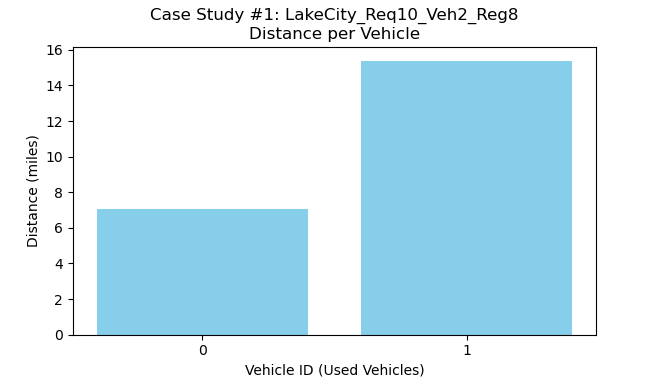 Case Study #1: LakeCity_Req10_Veh2_Reg8
Distance per Vehicle
16
14
12
10
8
6
4
2
0
Distance (miles)
0
1
Vehicle ID (Used Vehicles)